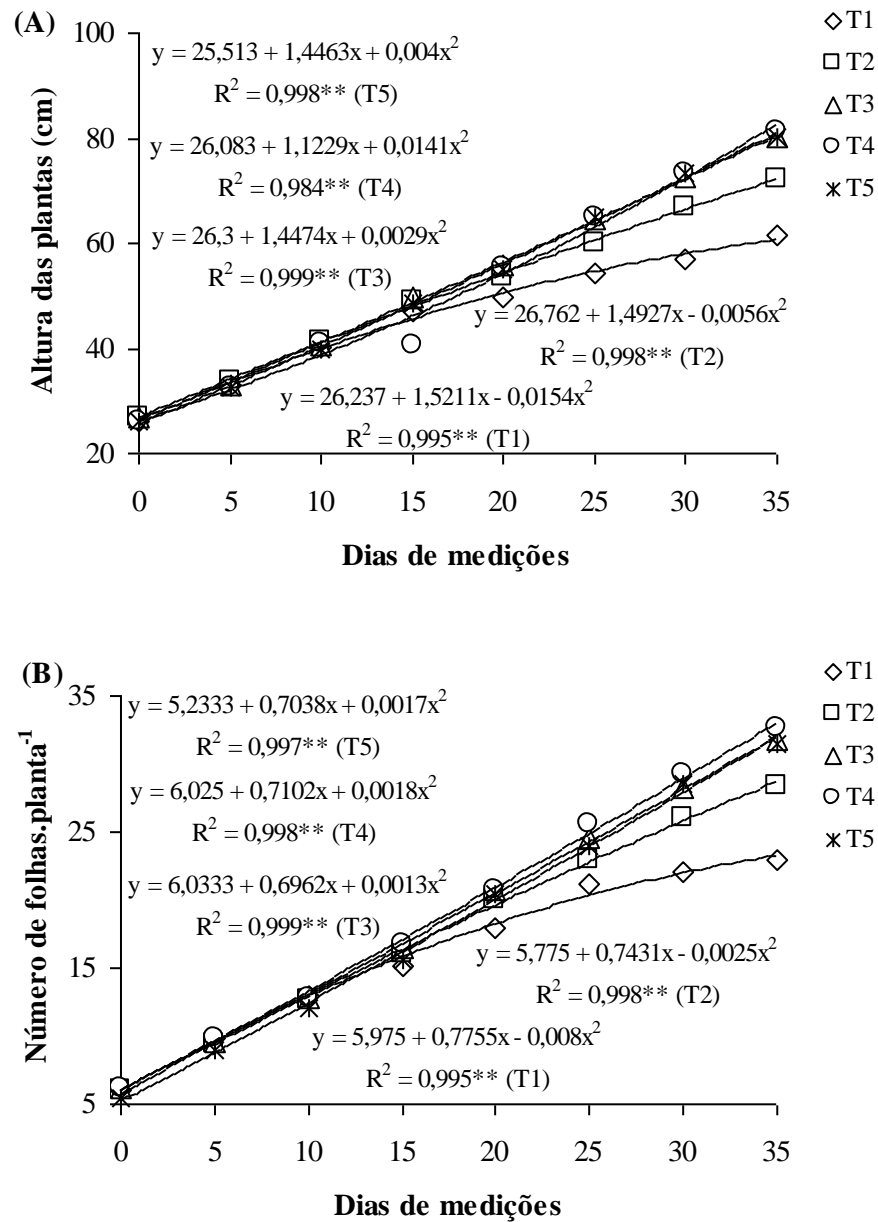 (A)
Altura das plantas (cm)
100
80
60
40
20
y = 25,513 + 1,4463x + 0,004x²
R² = 0,998** (T5)
y = 26,083 + 1,1229x + 0,0141x²
R² = 0,984** (T4)
y = 26,3 + 1,4474x + 0,0029x²
R² = 0,999** (T3)
y = 26,762 + 1,4927x - 0,0056x²
R² = 0,998** (T2)
y = 26,237 + 1,5211x - 0,0154x²
R² = 0,995** (T1)
T1
T2
T3
T4
T5
0 5 10 15 20 25 30 35
Dias de medições
(B)
Número de folhas.planta⁻¹
35
25
15
5
y = 5,2333 + 0,7038x + 0,0017x²
R² = 0,997** (T5)
y = 6,025 + 0,7102x + 0,0018x²
R² = 0,998** (T4)
y = 6,0333 + 0,6962x + 0,0013x²
R² = 0,999** (T3)
y = 5,775 + 0,7431x - 0,0025x²
R² = 0,998** (T2)
y = 5,975 + 0,7755x - 0,008x²
R² = 0,995** (T1)
T1
T2
T3
T4
T5
0 5 10 15 20 25 30 35
Dias de medições